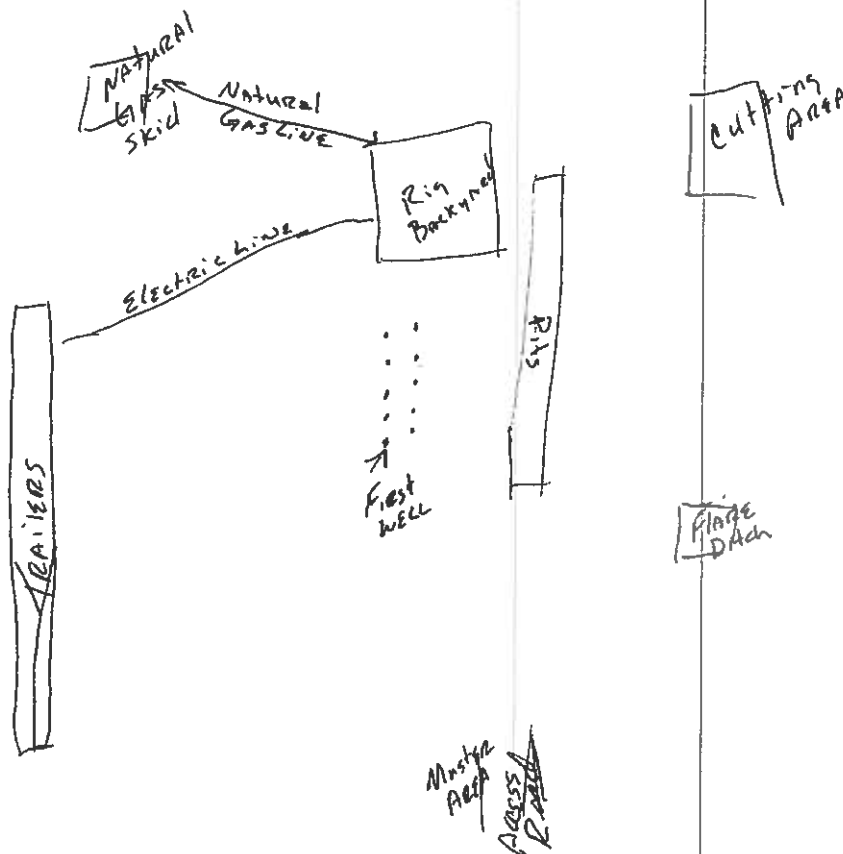 NATURAL
GAS
SKid
NATURAl
GAS LiNE
Rig
BACKYARd
CUTTing
AREA
ElECTRIC LiNE
Pits
TRAilERS
FiRST
WELL
FlARE
DitcH
MUSTER
AREA
ACCESS
ROAD